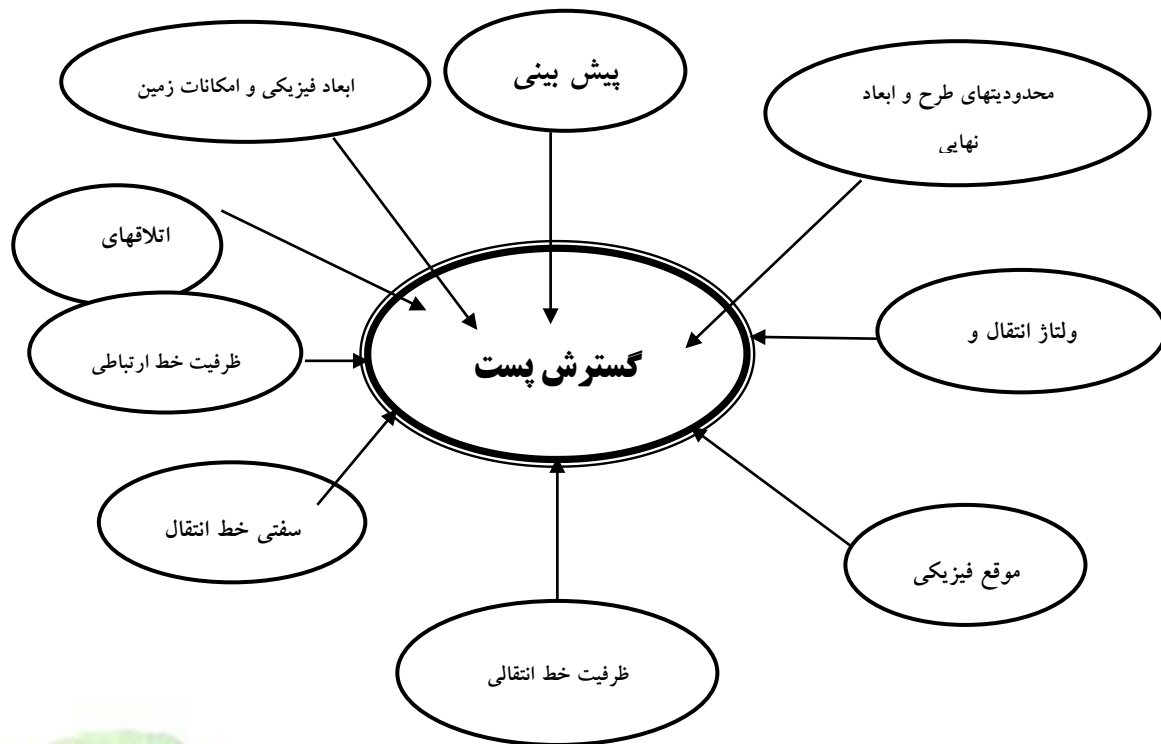 پیش بینی
ابعاد فیزیکی و امکانات زمین
محدودیتهای طرح و ابعاد
نهایی
اتلاقهای
ولتاژ انتقال و
ظرفیت خط ارتباطی
گسترش پست
سفتی خط انتقال
موقع فیزیکی
ظرفیت خط انتقالی